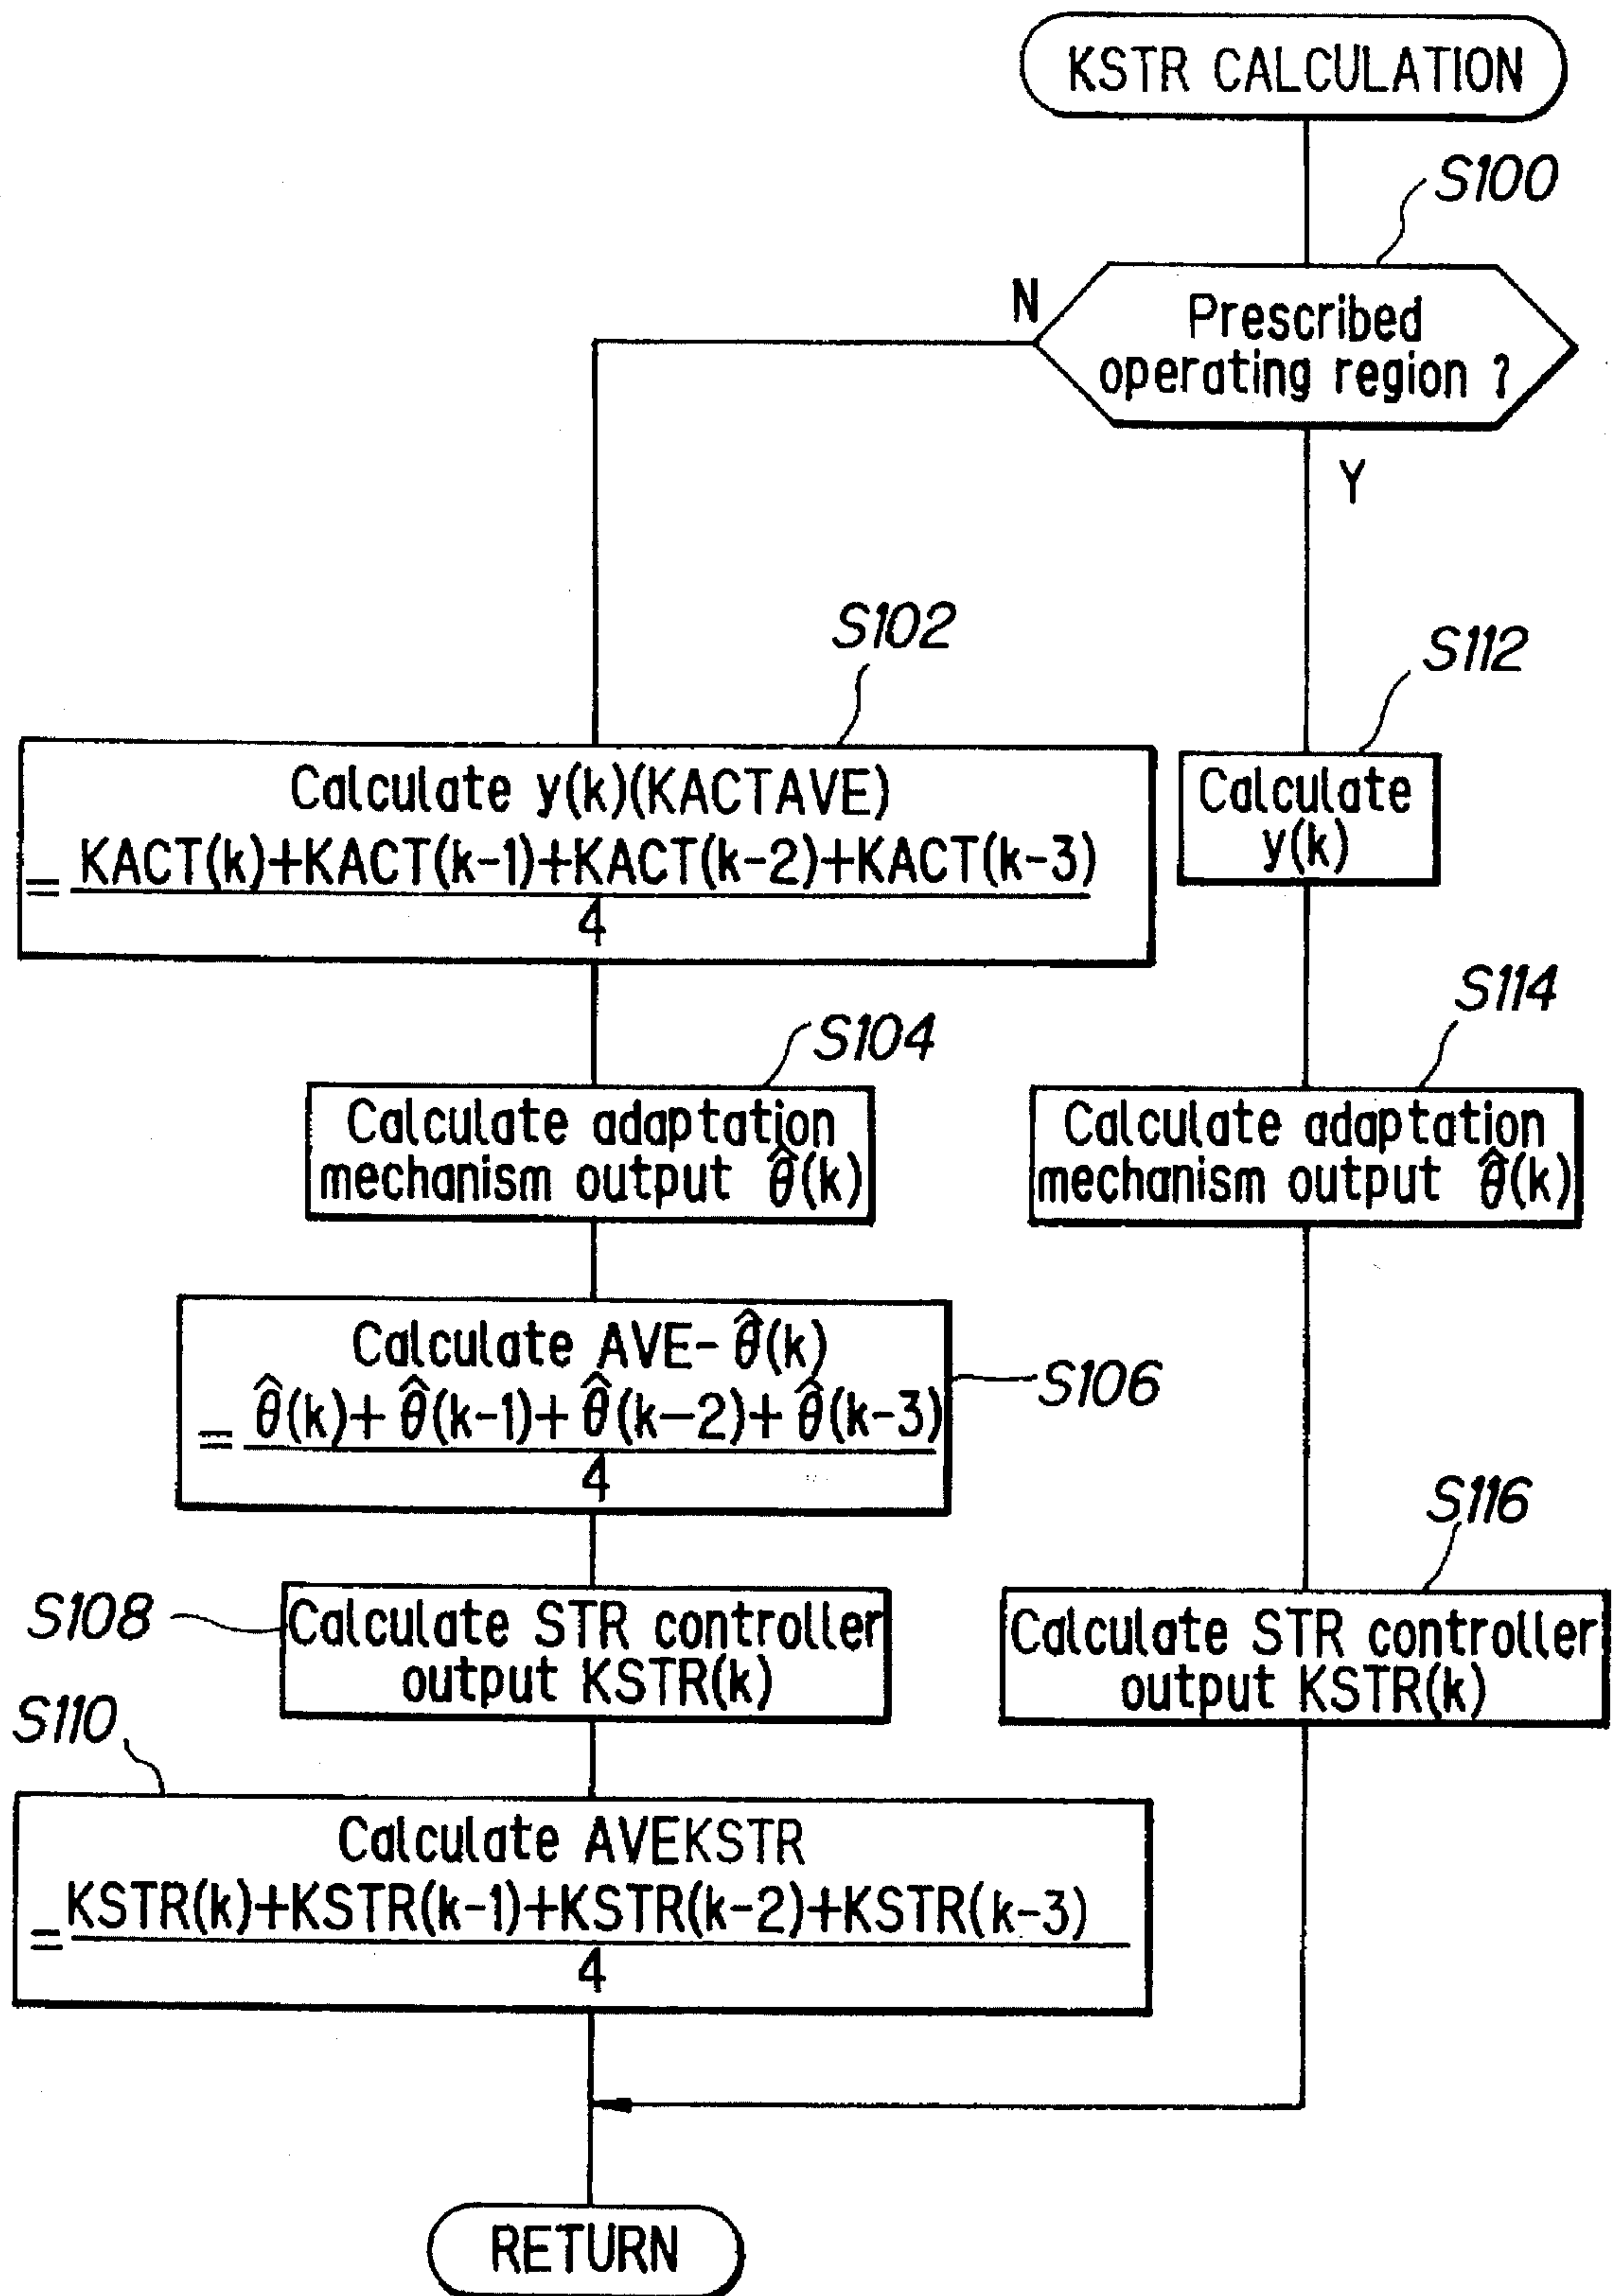 KSTR CALCULATION
S100
N
Prescribed
operating region ?
Y
S102
Calculate y(k)(KACTAVE)
= KACT(k)+KACT(k-1)+KACT(k-2)+KACT(k-3)
4
S112
Calculate
y(k)
S104
Calculate adaptation
mechanism output θ̂(k)
S114
Calculate adaptation
mechanism output θ̂(k)
Calculate AVE-θ̂(k)
= θ̂(k)+θ̂(k-1)+θ̂(k-2)+θ̂(k-3)
4
S106
S108
Calculate STR controller
output KSTR(k)
S116
Calculate STR controller
output KSTR(k)
S110
Calculate AVEKSTR
= KSTR(k)+KSTR(k-1)+KSTR(k-2)+KSTR(k-3)
4
RETURN